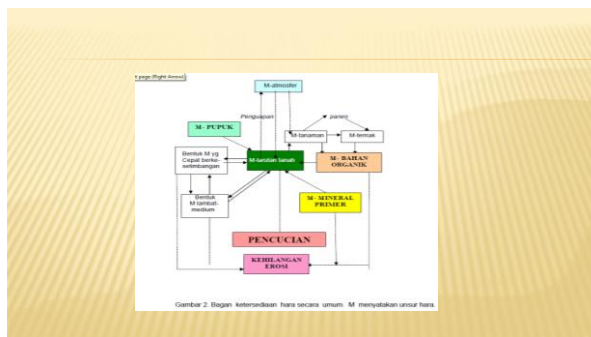 t page (Right Arrow)
M-atmosfer
Penguapan
panen
M- PUPUK
M-tanaman
M-ternak
Bentuk M yg
Cepat berke-
setimbangan
M-larutan tanah
M- BAHAN
ORGANIK
Bentuk
M lambat-
medium
M- MINERAL
PRIMER
PENCUCIAN
KEHILANGAN
EROSI
Gambar 2. Bagan ketersediaan hara secara umum. M menyatakan unsur hara.